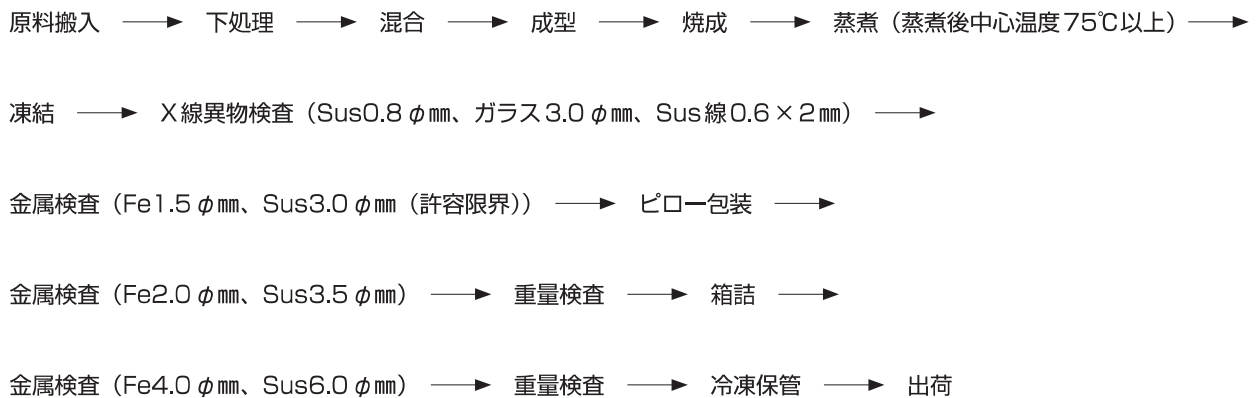 原料搬入 → 下処理 → 混合 → 成型 → 焼成 → 蒸煮（蒸煮後中心温度75℃以上） →
凍結 → X線異物検査（Sus0.8φ㎜、ガラス3.0φ㎜、Sus線0.6×2㎜） →
金属検査（Fe1.5φ㎜、Sus3.0φ㎜（許容限界）） → ピロー包装 →
金属検査（Fe2.0φ㎜、Sus3.5φ㎜） → 重量検査 → 箱詰 →
金属検査（Fe4.0φ㎜、Sus6.0φ㎜） → 重量検査 → 冷凍保管 → 出荷